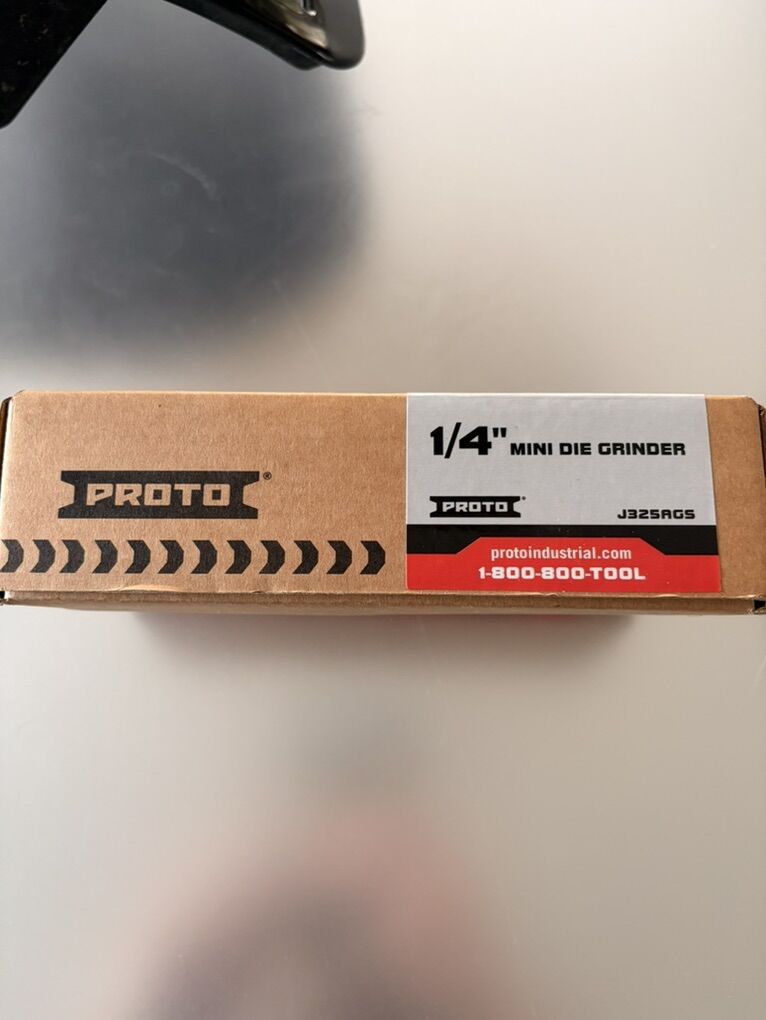 PROTO®
1/4" MINI DIE GRINDER
PROTO® J325AGS
protoindustrial.com
1-800-800-TOOL